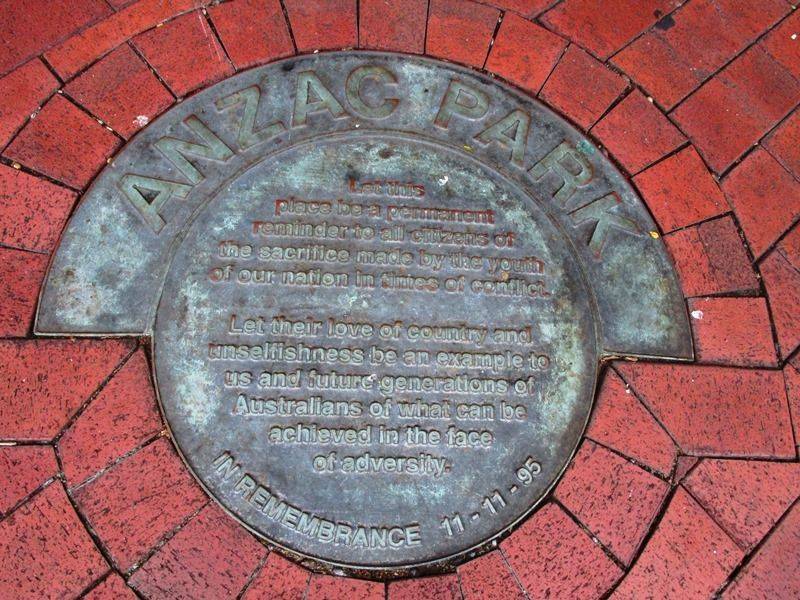 ANZAC PARK
Let this
place be a permanent
reminder to all citizens of
the sacrifice made by the youth
of our nation in times of conflict.
Let their love of country and
unselfishness be an example to
us and future generations of
Australians of what can be
achieved in the face
of adversity.
IN REMEMBRANCE 11 - 11 - 95